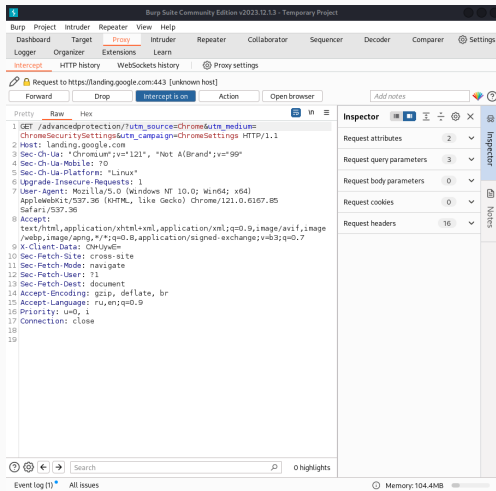 Burp Suite Community Edition v2023.12.1.3 - Temporary Project
Burp Project Intruder Repeater View Help
Dashboard Target Proxy Intruder Repeater Collaborator Sequencer Decoder Comparer Settings
Logger Organizer Extensions Learn
Intercept HTTP history WebSockets history Proxy settings
Request to https://landing.google.com:443 [unknown host]
Forward Drop Intercept is on Action Open browser Add notes
Pretty Raw Hex \n
Inspector
1 GET /advancedprotection/?utm_source=Chrome&utm_medium=
ChromeSecuritySettings&utm_campaign=ChromeSettings HTTP/1.1
2 Host: landing.google.com
3 Sec-Ch-Ua: "Chromium";v="121", "Not A(Brand";v="99"
4 Sec-Ch-Ua-Mobile: ?0
5 Sec-Ch-Ua-Platform: "Linux"
6 Upgrade-Insecure-Requests: 1
7 User-Agent: Mozilla/5.0 (Windows NT 10.0; Win64; x64)
AppleWebKit/537.36 (KHTML, like Gecko) Chrome/121.0.6167.85
Safari/537.36
8 Accept:
text/html,application/xhtml+xml,application/xml;q=0.9,image/avif,image
/webp,image/apng,*/*;q=0.8,application/signed-exchange;v=b3;q=0.7
9 X-Client-Data: CN+UywE=
10 Sec-Fetch-Site: cross-site
11 Sec-Fetch-Mode: navigate
12 Sec-Fetch-User: ?1
13 Sec-Fetch-Dest: document
14 Accept-Encoding: gzip, deflate, br
15 Accept-Language: ru,en;q=0.9
16 Priority: u=0, i
17 Connection: close
18
19
Request attributes 2
Request query parameters 3
Request body parameters 0
Request cookies 0
Request headers 16
Inspector
Notes
Search 0 highlights
Event log (1) All issues Memory: 104.4MB